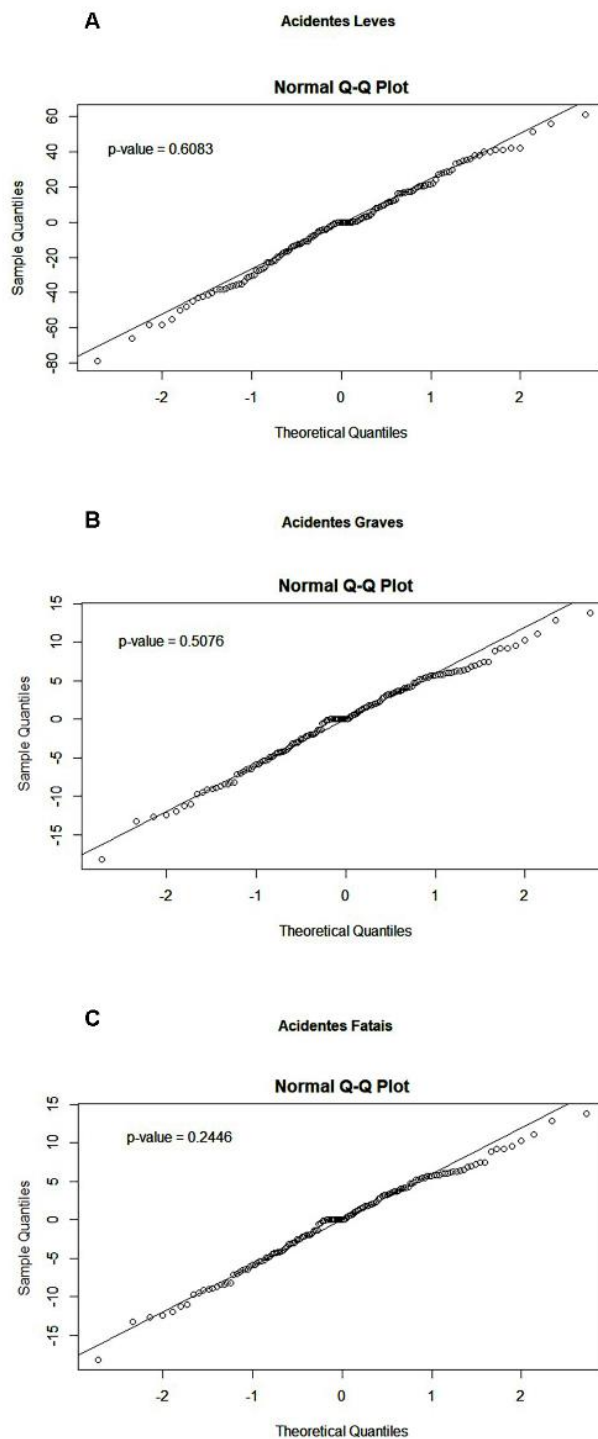 A
Acidentes Leves
Normal Q-Q Plot
p-value = 0.6083
Sample Quantiles
60
40
20
0
-20
-40
-60
-80
-2 -1 0 1 2
Theoretical Quantiles
B
Acidentes Graves
Normal Q-Q Plot
p-value = 0.5076
Sample Quantiles
15
10
5
0
-5
-10
-15
-2 -1 0 1 2
Theoretical Quantiles
C
Acidentes Fatais
Normal Q-Q Plot
p-value = 0.2446
Sample Quantiles
15
10
5
0
-5
-10
-15
-2 -1 0 1 2
Theoretical Quantiles